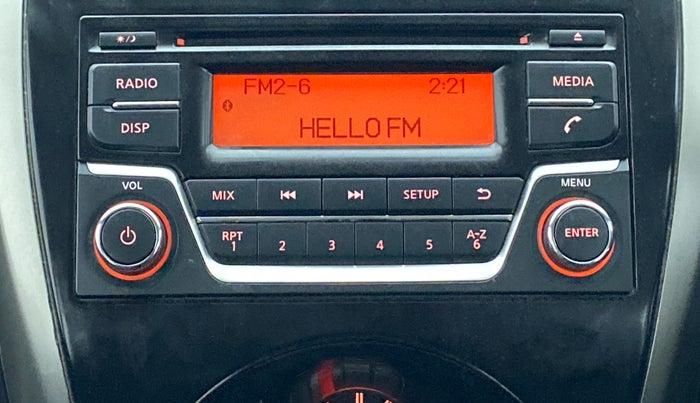 RADIO
DISP
FM2-6 2:21
HELLO FM
MEDIA
VOL
MIX SETUP
RPT
1 2 3 4 5 A-Z
6
MENU
ENTER